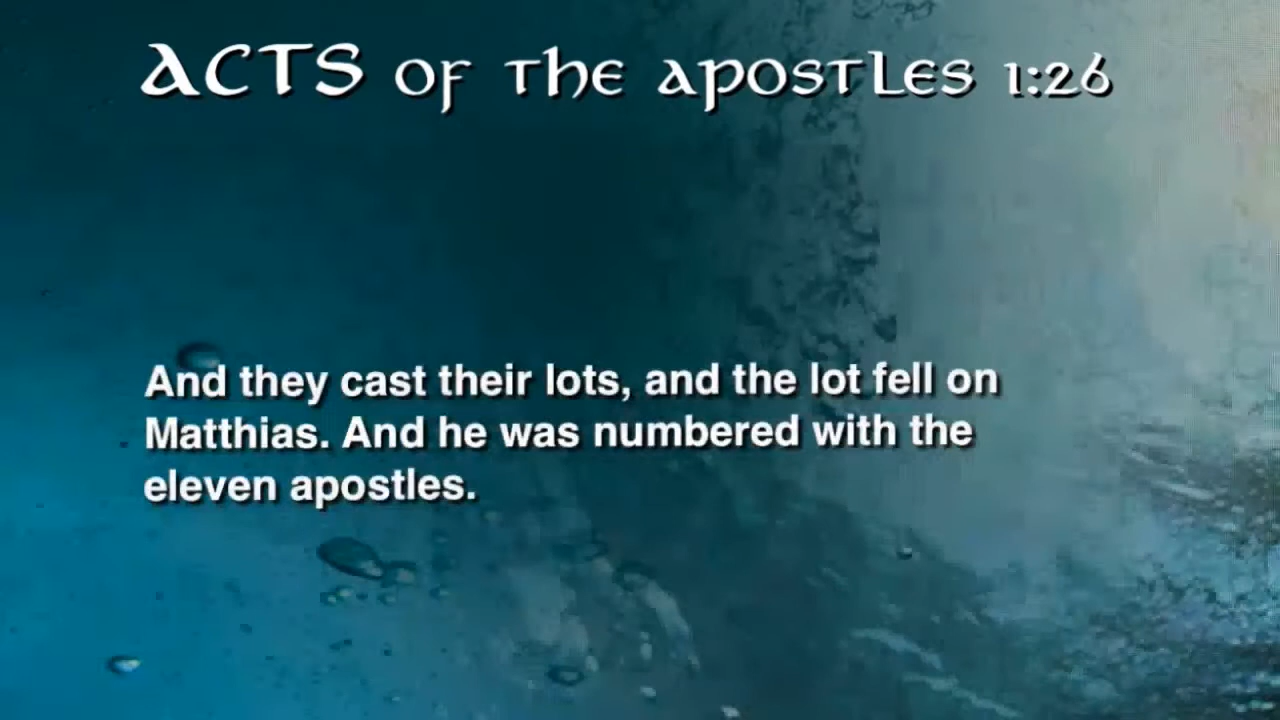 ACTS of the apostles 1:26
And they cast their lots, and the lot fell on
Matthias. And he was numbered with the
eleven apostles.